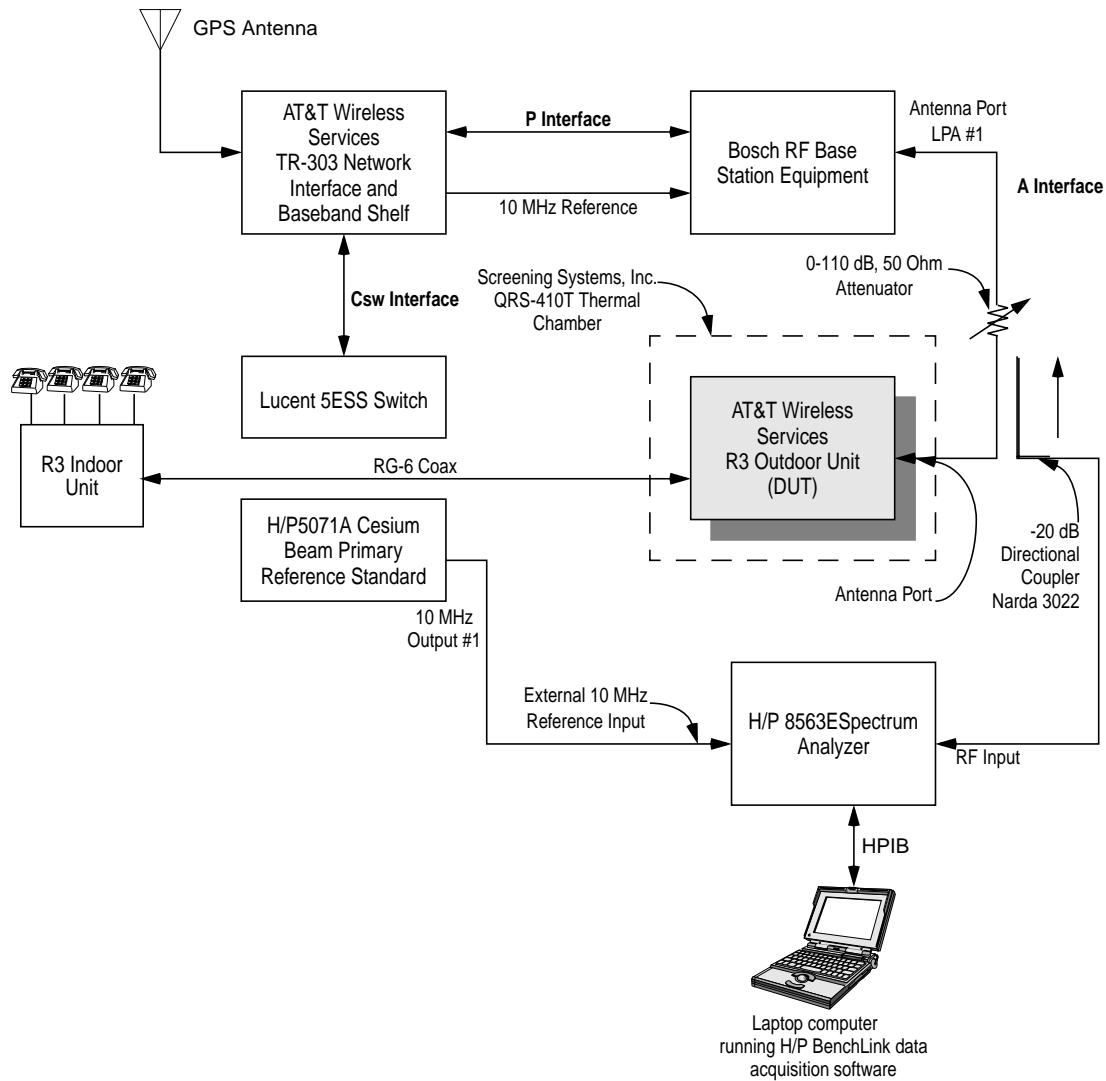 GPS Antenna
AT&T Wireless
Services
TR-303 Network
Interface and
Baseband Shelf
P Interface
10 MHz Reference
Bosch RF Base
Station Equipment
Antenna Port
LPA #1
A Interface
Csw Interface
Screening Systems, Inc.
QRS-410T Thermal
Chamber
0-110 dB, 50 Ohm
Attenuator
Lucent 5ESS Switch
AT&T Wireless
Services
R3 Outdoor Unit
(DUT)
R3 Indoor
Unit
RG-6 Coax
H/P5071A Cesium
Beam Primary
Reference Standard
-20 dB
Directional
Coupler
Narda 3022
Antenna Port
10 MHz
Output #1
External 10 MHz
Reference Input
H/P 8563ESpectrum
Analyzer
RF Input
HPIB
Laptop computer
running H/P BenchLink data
acquisition software